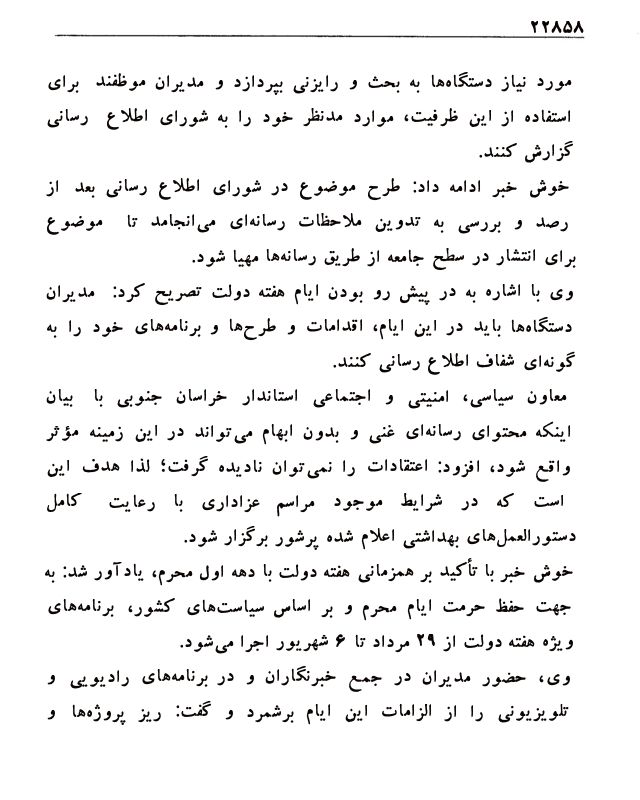 ۲۲۸۵۸
مورد نیاز دستگاه‌ها به بحث و رایزنی بپردازد و مدیران موظفند برای
استفاده از این ظرفیت، موارد مدنظر خود را به شورای اطلاع رسانی
گزارش کنند.
خوش خبر ادامه داد: طرح موضوع در شورای اطلاع رسانی بعد از
رصد و بررسی به تدوین ملاحظات رسانه‌ای می‌انجامد تا موضوع
برای انتشار در سطح جامعه از طریق رسانه‌ها مهیا شود.
وی با اشاره به در پیش رو بودن ایام هفته دولت تصریح کرد: مدیران
دستگاه‌ها باید در این ایام، اقدامات و طرح‌ها و برنامه‌های خود را به
گونه‌ای شفاف اطلاع رسانی کنند.
معاون سیاسی، امنیتی و اجتماعی استاندار خراسان جنوبی با بیان
اینکه محتوای رسانه‌ای غنی و بدون ابهام می‌تواند در این زمینه مؤثر
واقع شود، افزود: اعتقادات را نمی‌توان نادیده گرفت؛ لذا هدف این
است که در شرایط موجود مراسم عزاداری با رعایت کامل
دستورالعمل‌های بهداشتی اعلام شده پرشور برگزار شود.
خوش خبر با تأکید بر همزمانی هفته دولت با دهه اول محرم، یادآور شد: به
جهت حفظ حرمت ایام محرم و بر اساس سیاست‌های کشور، برنامه‌های
ویژه هفته دولت از ۲۹ مرداد تا ۶ شهریور اجرا می‌شود.
وی، حضور مدیران در جمع خبرنگاران و در برنامه‌های رادیویی و
تلویزیونی را از الزامات این ایام برشمرد و گفت: ریز پروژه‌ها و